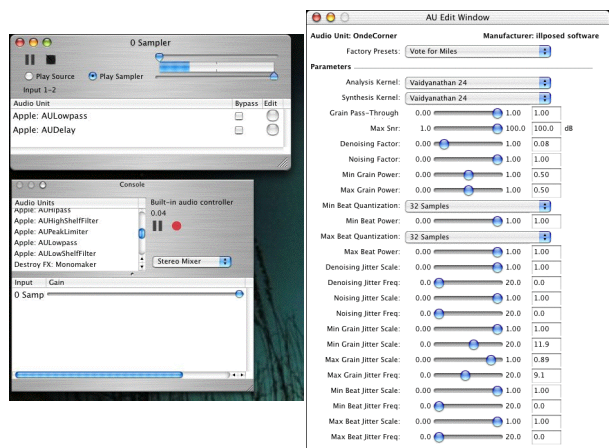 0 Sampler
Play Source Play Sampler
Input 1-2
Audio Unit Bypass Edit
Apple: AULowpass
Apple: AUDelay
Console
Audio Units
Apple: AUHipass
Apple: AUHighShelfFilter
Apple: AUPeakLimiter
Apple: AULowpass
Apple: AULowShelfFilter
Destroy FX: Monomaker
Built-in audio controller
0.04
Stereo Mixer
Input Gain
0 Samp
AU Edit Window
Audio Unit: OndeCorner Manufacturer: illposed software
Factory Presets: Vote for Miles
Parameters
Analysis Kernel: Vaidyanathan 24
Synthesis Kernel: Vaidyanathan 24
Grain Pass-Through 0.00 1.00 1.00
Max Snr: 1.0 100.0 100.0 dB
Denoising Factor: 0.00 1.00 0.08
Noising Factor: 0.00 1.00 1.00
Min Grain Power: 0.00 1.00 0.50
Max Grain Power: 0.00 1.00 0.50
Min Beat Quantization: 32 Samples
Min Beat Power: 0.00 1.00 1.00
Max Beat Quantization: 32 Samples
Max Beat Power: 0.00 1.00 1.00
Denoising Jitter Scale: 0.00 1.00 1.00
Denoising Jitter Freq: 0.0 20.0 0.0
Noising Jitter Scale: 0.00 1.00 1.00
Noising Jitter Freq: 0.0 20.0 0.0
Min Grain Jitter Scale: 0.00 1.00 1.00
Min Grain Jitter Scale: 0.0 20.0 11.9
Max Grain Jitter Scale: 0.00 1.00 0.89
Max Grain Jitter Freq: 0.0 20.0 9.1
Min Beat Jitter Scale: 0.00 1.00 1.00
Min Beat Jitter Freq: 0.0 20.0 0.0
Max Beat Jitter Scale: 0.00 1.00 1.00
Max Beat Jitter Freq: 0.0 20.0 0.0